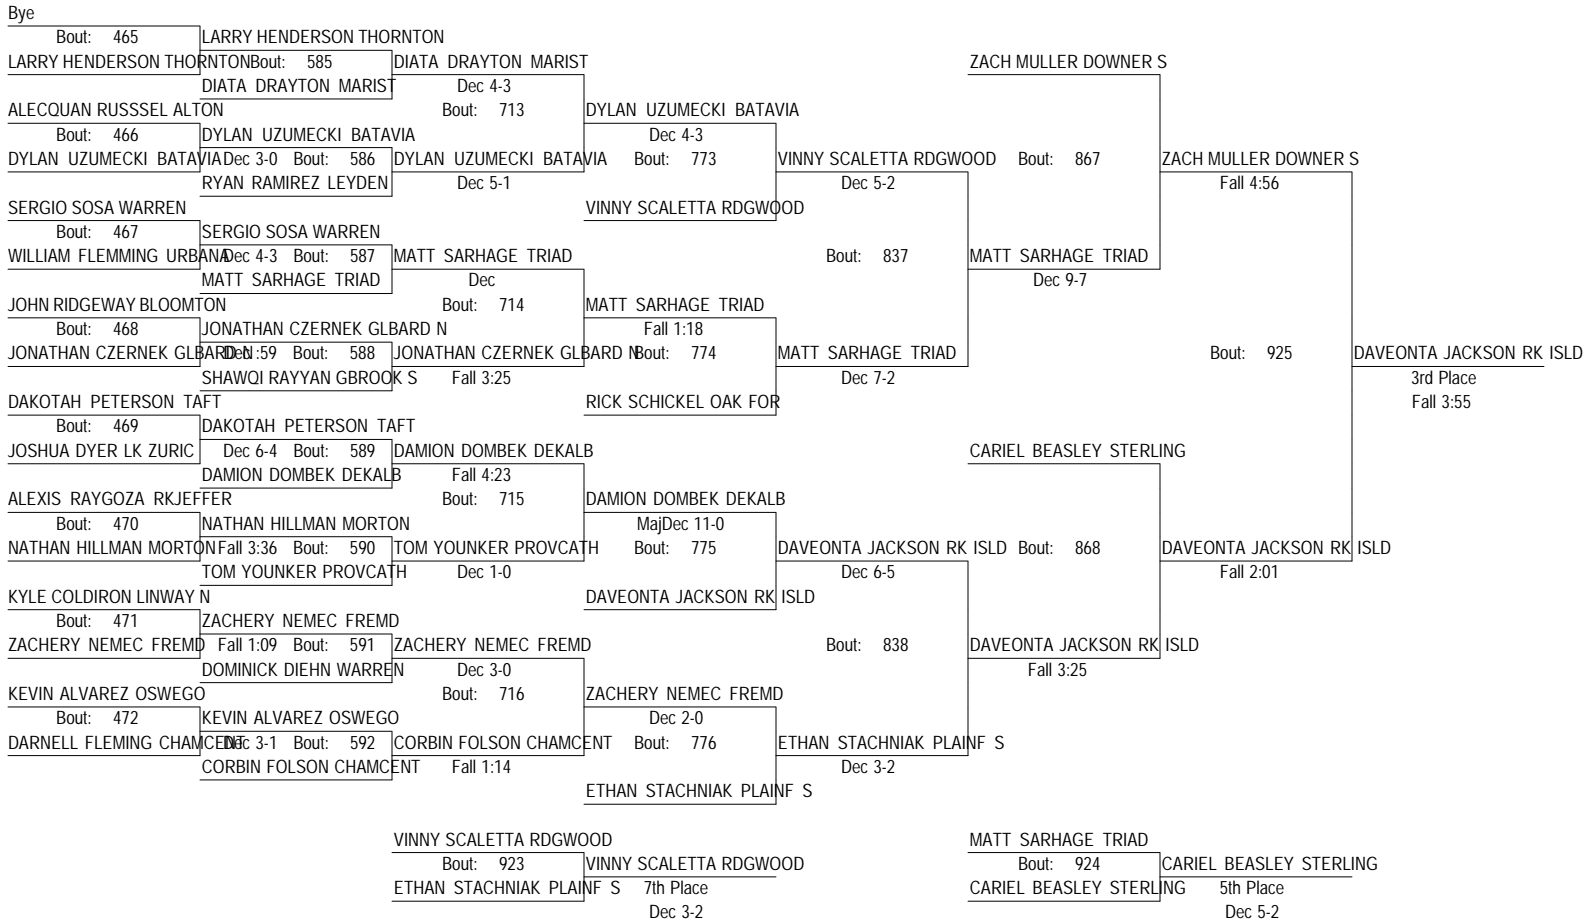 Bye
Bout: 465 LARRY HENDERSON THORNTON
LARRY HENDERSON THORNTON Bout: 585 DIATA DRAYTON MARIST ZACH MULLER DOWNER S
DIATA DRAYTON MARIST Dec 4-3
ALECQUAN RUSSSEL ALTON Bout: 713 DYLAN UZUMECKI BATAVIA
Bout: 466 DYLAN UZUMECKI BATAVIA Dec 4-3
DYLAN UZUMECKI BATAVIA Dec 3-0 Bout: 586 DYLAN UZUMECKI BATAVIA Bout: 773 VINNY SCALETTA RDGWOOD Bout: 867 ZACH MULLER DOWNER S
RYAN RAMIREZ LEYDEN Dec 5-1 Dec 5-2 Fall 4:56
SERGIO SOSA WARREN VINNY SCALETTA RDGWOOD
Bout: 467 SERGIO SOSA WARREN
WILLIAM FLEMMING URBANA Dec 4-3 Bout: 587 MATT SARHAGE TRIAD Bout: 837 MATT SARHAGE TRIAD
MATT SARHAGE TRIAD Dec Dec 9-7
JOHN RIDGEWAY BLOOMTON Bout: 714 MATT SARHAGE TRIAD
Bout: 468 JONATHAN CZERNEK GLBARD N Fall 1:18
JONATHAN CZERNEK GLBARD N :59 Bout: 588 JONATHAN CZERNEK GLBARD N Bout: 774 MATT SARHAGE TRIAD Bout: 925 DAVEONTA JACKSON RK ISLD
SHAWQI RAYYAN GBROOK S Fall 3:25 Dec 7-2 3rd Place
DAKOTAH PETERSON TAFT RICK SCHICKEL OAK FOR Fall 3:55
Bout: 469 DAKOTAH PETERSON TAFT
JOSHUA DYER LK ZURIC Dec 6-4 Bout: 589 DAMION DOMBEK DEKALB CARIEL BEASLEY STERLING
DAMION DOMBEK DEKALB Fall 4:23
ALEXIS RAYGOZA RKJEFFER Bout: 715 DAMION DOMBEK DEKALB
Bout: 470 NATHAN HILLMAN MORTON MajDec 11-0
NATHAN HILLMAN MORTON Fall 3:36 Bout: 590 TOM YOUNKER PROVCATH Bout: 775 DAVEONTA JACKSON RK ISLD Bout: 868 DAVEONTA JACKSON RK ISLD
TOM YOUNKER PROVCATH Dec 1-0 Dec 6-5 Fall 2:01
KYLE COLDIRON LINWAY N DAVEONTA JACKSON RK ISLD
Bout: 471 ZACHERY NEMEC FREMD
ZACHERY NEMEC FREMD Fall 1:09 Bout: 591 ZACHERY NEMEC FREMD Bout: 838 DAVEONTA JACKSON RK ISLD
DOMINICK DIEHN WARREN Dec 3-0 Fall 3:25
KEVIN ALVAREZ OSWEGO Bout: 716 ZACHERY NEMEC FREMD
Bout: 472 KEVIN ALVAREZ OSWEGO Dec 2-0
DARNELL FLEMING CHAMCENT Dec 3-1 Bout: 592 CORBIN FOLSON CHAMCENT Bout: 776 ETHAN STACHNIAK PLAINF S
CORBIN FOLSON CHAMCENT Fall 1:14 Dec 3-2
ETHAN STACHNIAK PLAINF S
VINNY SCALETTA RDGWOOD MATT SARHAGE TRIAD
Bout: 923 VINNY SCALETTA RDGWOOD Bout: 924 CARIEL BEASLEY STERLING
ETHAN STACHNIAK PLAINF S 7th Place CARIEL BEASLEY STERLING 5th Place
Dec 3-2 Dec 5-2